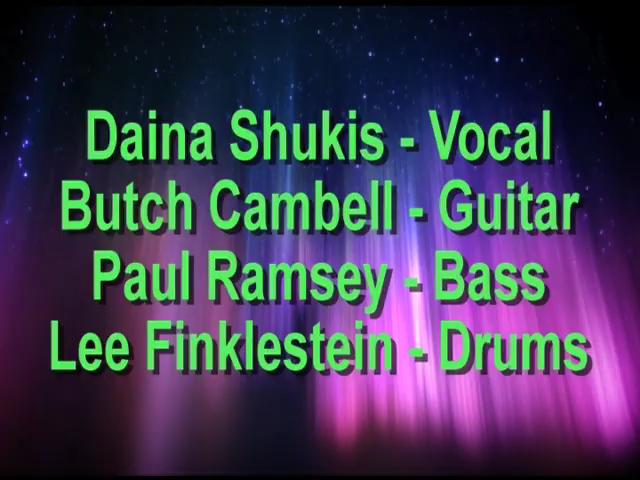 Daina Shukis - Vocal
Butch Cambell - Guitar
Paul Ramsey - Bass
Lee Finklestein - Drums